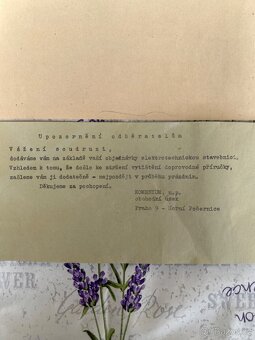 Upozornění odběratelům
Vážení soudruzi,
dodáváme vám na základě vaší objednávky elektrotechnickou stavebnici.
Vzhledem k tomu, že došlo ke zdržení vytištění doprovodné příručky,
zašleme vám ji dodatečně - nejpozději v průběhu prázdnin.
Děkujeme za pochopení.
KOMENIUM, n.p.
obchodní úsek
Praha 9 - Horní Počernice